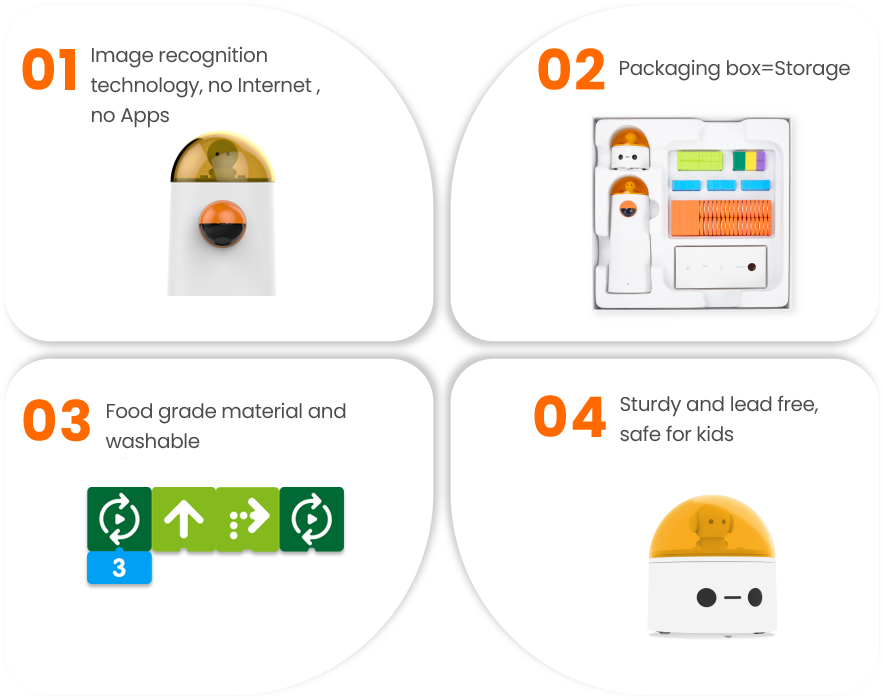 01
Image recognition
technology, no Internet ,
no Apps
02
Packaging box=Storage
03
Food grade material and
washable
3
04
Sturdy and lead free,
safe for kids